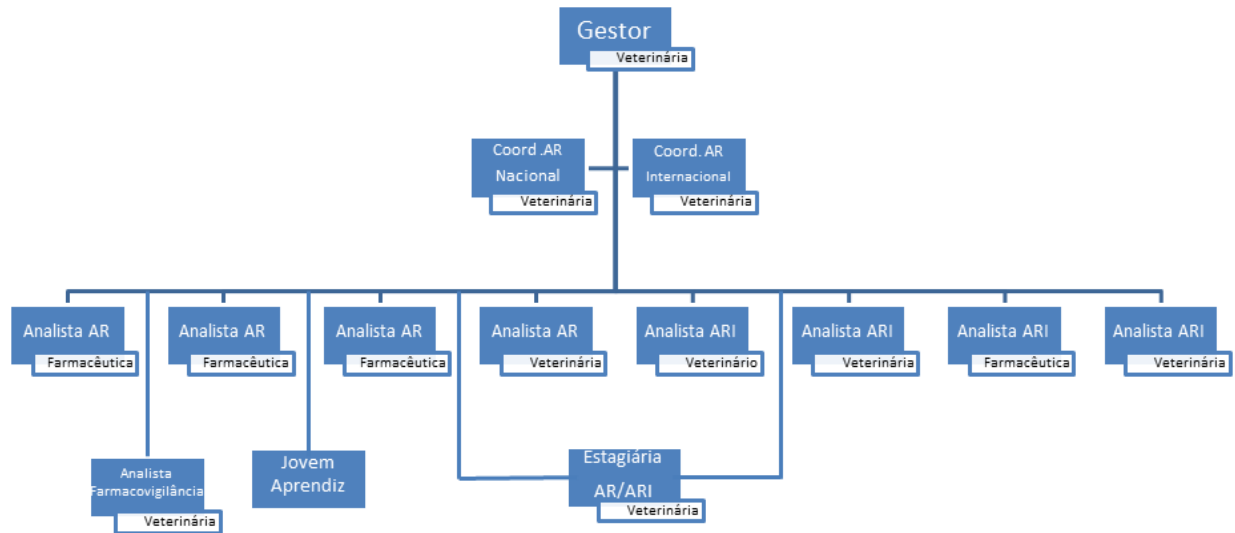 Gestor
Veterinária
Coord .AR
Nacional
Veterinária
Coord. AR
Internacional
Veterinária
Analista AR
Farmacêutica
Analista AR
Farmacêutica
Analista AR
Farmacêutica
Analista AR
Veterinária
Analista ARI
Veterinário
Analista ARI
Veterinária
Analista ARI
Farmacêutica
Analista ARI
Veterinária
Analista
Farmacovigilância
Veterinária
Jovem
Aprendiz
Estagiária
AR/ARI
Veterinária